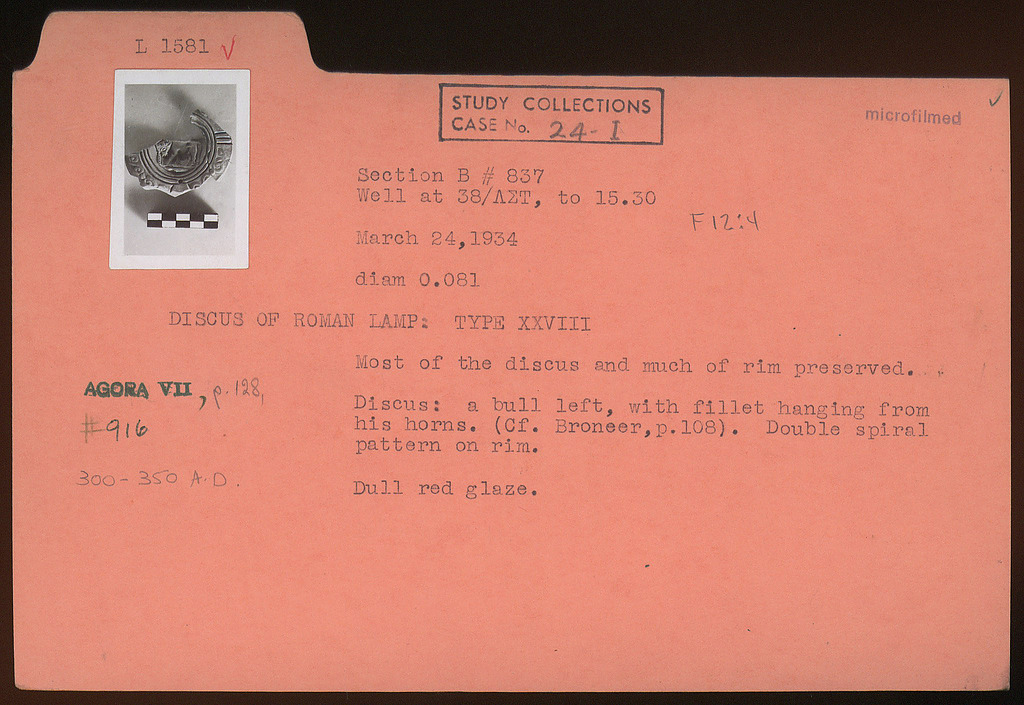 L 1581 ✓
STUDY COLLECTIONS
CASE No. 24-I
microfilmed
Section B # 837
Well at 38/ΛΣΤ, to 15.30
F 12:4
March 24,1934
diam 0.081
DISCUS OF ROMAN LAMP: TYPE XXVIII
Most of the discus and much of rim preserved.
AGORA VII, p. 128,
#916
Discus: a bull left, with fillet hanging from
his horns. (Cf. Broneer,p.108). Double spiral
pattern on rim.
300-350 A.D.
Dull red glaze.